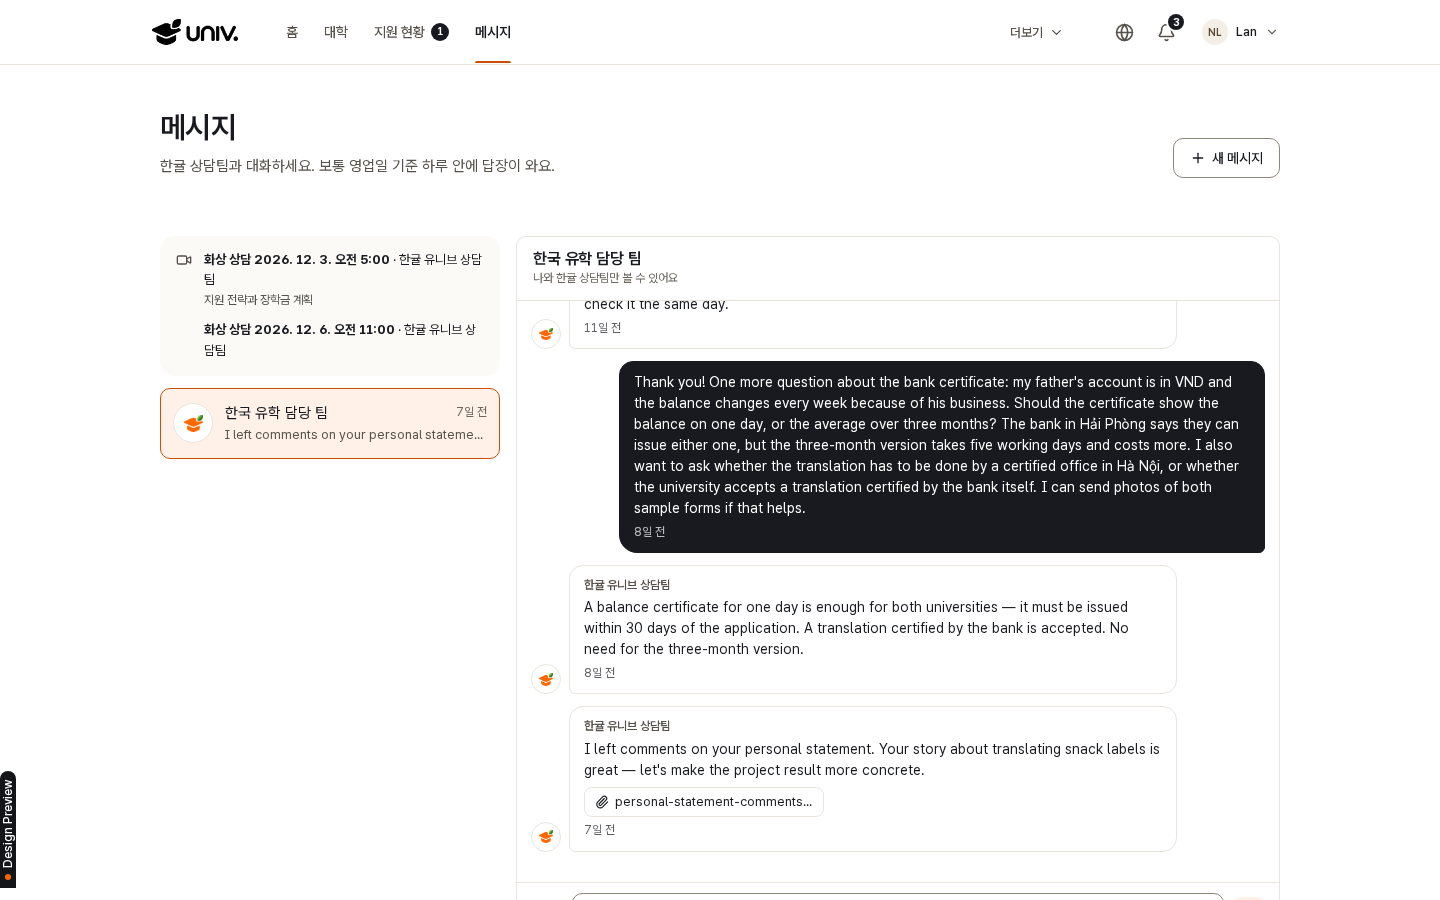 UNIV.
홈
대학
지원 현황 1
메시지
더보기
3
NL
Lan
메시지
한귤 상담팀과 대화하세요. 보통 영업일 기준 하루 안에 답장이 와요.
새 메시지
화상 상담 2026. 12. 3. 오전 5:00 · 한귤 유니브 상담
팀
지원 전략과 장학금 계획
화상 상담 2026. 12. 6. 오전 11:00 · 한귤 유니브 상
담팀
한국 유학 담당 팀
7일 전
I left comments on your personal stateme...
한국 유학 담당 팀
나와 한귤 상담팀만 볼 수 있어요
check it the same day.
11일 전
Thank you! One more question about the bank certificate: my father's account is in VND and
the balance changes every week because of his business. Should the certificate show the
balance on one day, or the average over three months? The bank in Hải Phòng says they can
issue either one, but the three-month version takes five working days and costs more. I also
want to ask whether the translation has to be done by a certified office in Hà Nội, or whether
the university accepts a translation certified by the bank itself. I can send photos of both
sample forms if that helps.
8일 전
한귤 유니브 상담팀
A balance certificate for one day is enough for both universities — it must be issued
within 30 days of the application. A translation certified by the bank is accepted. No
need for the three-month version.
8일 전
한귤 유니브 상담팀
I left comments on your personal statement. Your story about translating snack labels is
great — let's make the project result more concrete.
personal-statement-comments...
7일 전
Design Preview